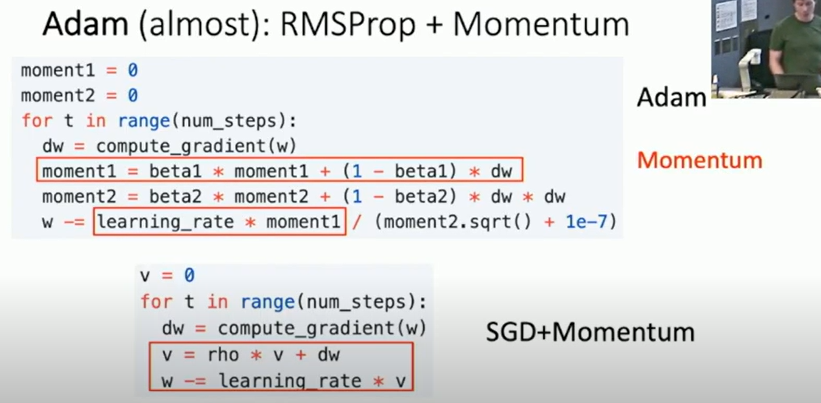 Adam (almost): RMSProp + Momentum
moment1 = 0
moment2 = 0
for t in range(num_steps):
dw = compute_gradient(w)
moment1 = beta1 * moment1 + (1 - beta1) * dw
moment2 = beta2 * moment2 + (1 - beta2) * dw * dw
w -= learning_rate * moment1 / (moment2.sqrt() + 1e-7)
Adam
Momentum
v = 0
for t in range(num_steps):
dw = compute_gradient(w)
v = rho * v + dw
w -= learning_rate * v
SGD+Momentum